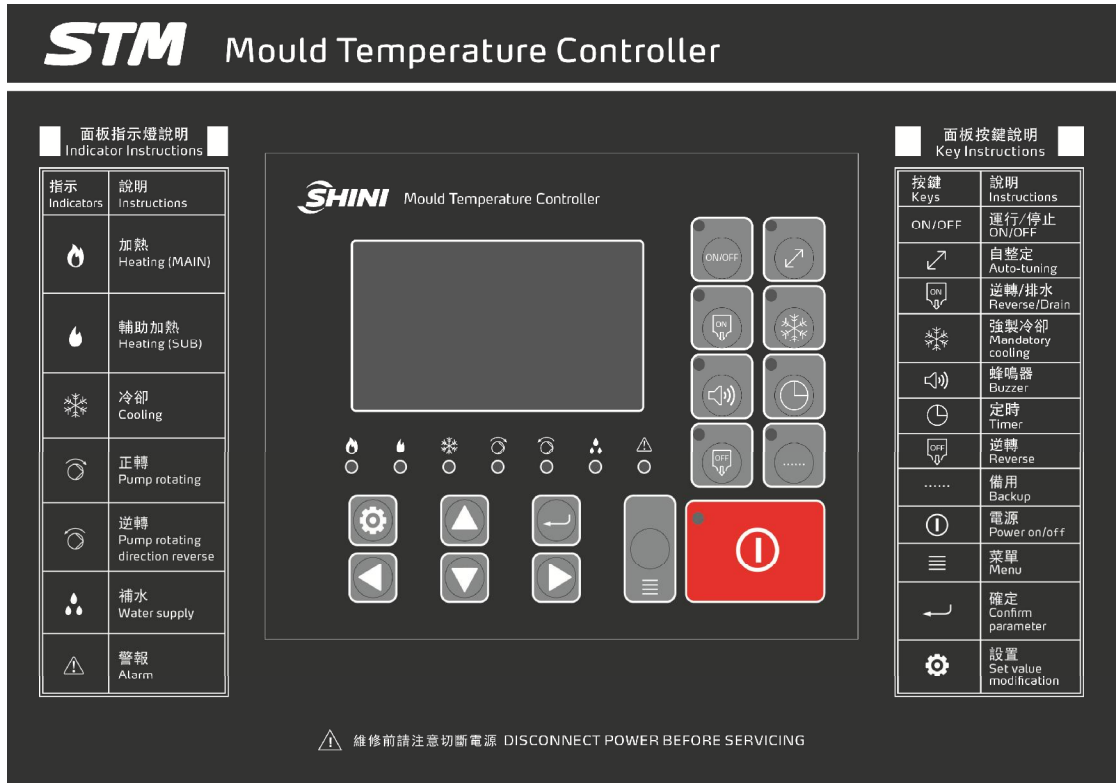 STM Mould Temperature Controller
面板指示燈說明
Indicator Instructions
指示 說明
Indicators Instructions
加熱
Heating (MAIN)
輔助加熱
Heating (SUB)
冷卻
Cooling
正轉
Pump rotating
逆轉
Pump rotating
direction reverse
補水
Water supply
警報
Alarm
SHINI Mould Temperature Controller
ON/OFF
ON
OFF
......
面板按鍵說明
Key Instructions
按鍵 說明
Keys Instructions
ON/OFF 運行/停止
ON/OFF
自整定
Auto-tuning
ON 逆轉/排水
Reverse/Drain
強製冷卻
Mandatory
cooling
蜂鳴器
Buzzer
定時
Timer
OFF 逆轉
Reverse
...... 備用
Backup
電源
Power on/off
菜單
Menu
確定
Confirm
parameter
設置
Set value
modification
維修前請注意切斷電源 DISCONNECT POWER BEFORE SERVICING